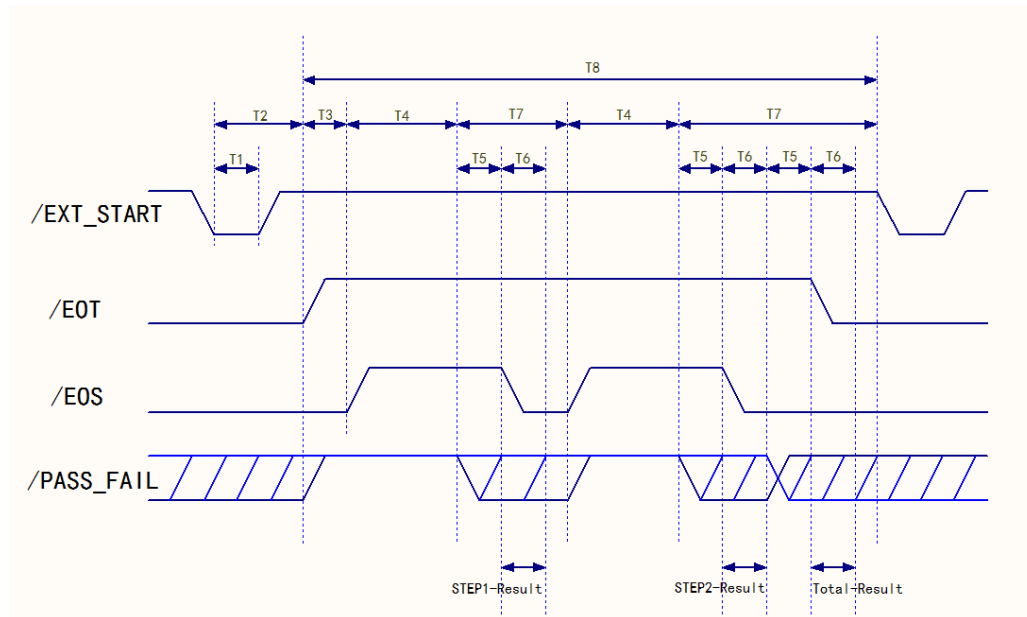 T8
T2 T3 T4 T7 T4 T7
T1 T5 T6 T5 T6 T5 T6
/EXT_START
/EOT
/EOS
/PASS_FAIL
STEP1-Result STEP2-Result Total-Result